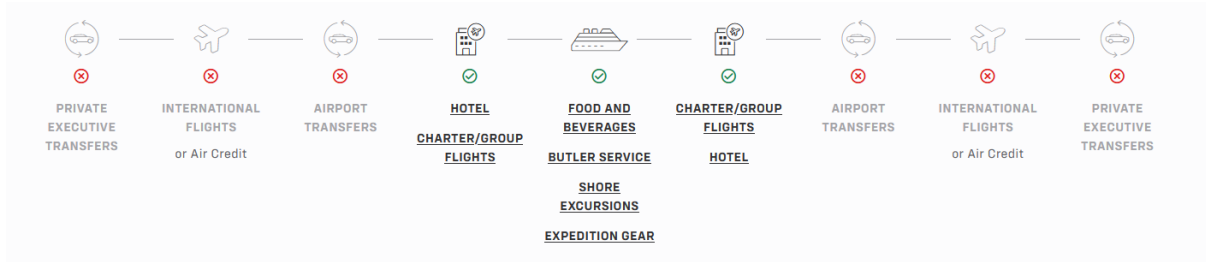 PRIVATE
EXECUTIVE
TRANSFERS
INTERNATIONAL
FLIGHTS
or Air Credit
AIRPORT
TRANSFERS
HOTEL
CHARTER/GROUP
FLIGHTS
FOOD AND
BEVERAGES
BUTLER SERVICE
SHORE
EXCURSIONS
EXPEDITION GEAR
CHARTER/GROUP
FLIGHTS
HOTEL
AIRPORT
TRANSFERS
INTERNATIONAL
FLIGHTS
or Air Credit
PRIVATE
EXECUTIVE
TRANSFERS